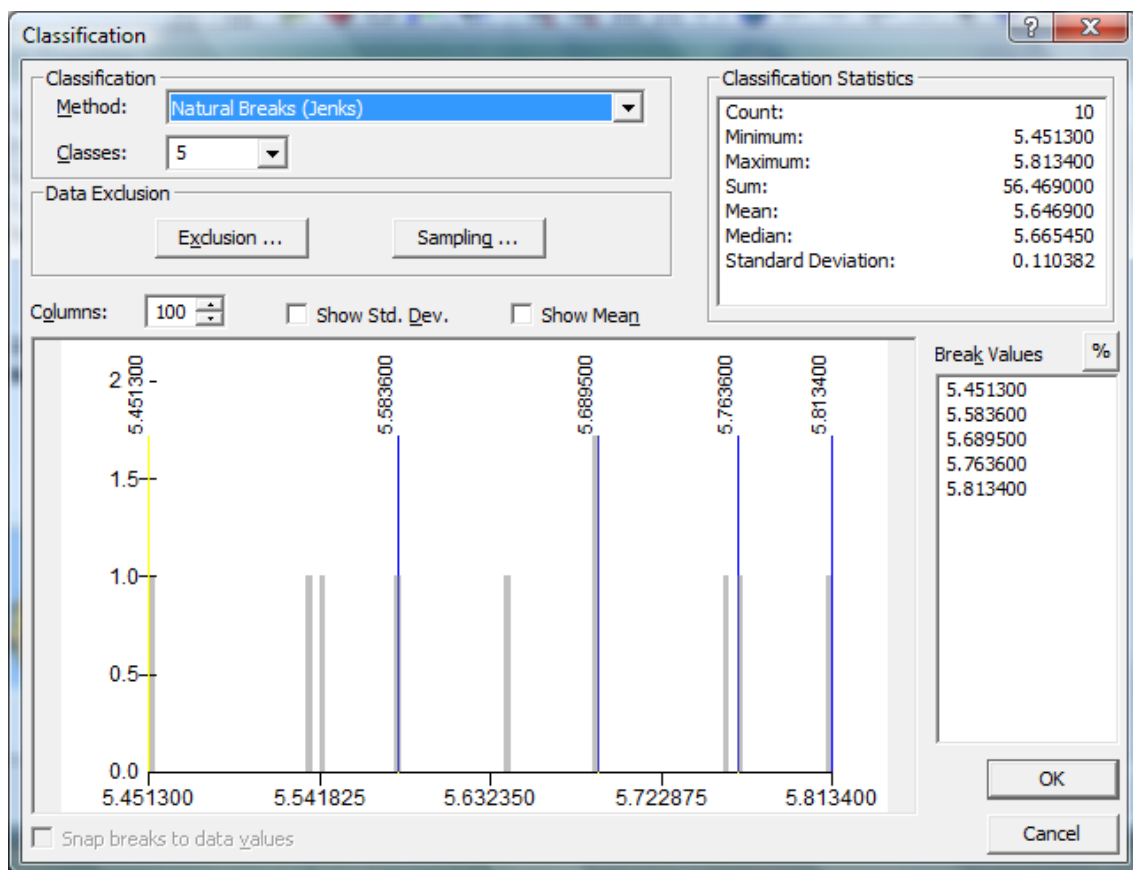 Classification
? X
Classification
Method: Natural Breaks (Jenks)
Classes: 5
Data Exclusion
Exclusion ... Sampling ...
Classification Statistics
Count: 10
Minimum: 5.451300
Maximum: 5.813400
Sum: 56.469000
Mean: 5.646900
Median: 5.665450
Standard Deviation: 0.110382
Columns: 100 Show Std. Dev. Show Mean
5.451300 5.583600 5.689500 5.763600 5.813400
2
1.5
1.0
0.5
0.0
5.451300 5.541825 5.632350 5.722875 5.813400
Break Values %
5.451300
5.583600
5.689500
5.763600
5.813400
Snap breaks to data values
OK
Cancel